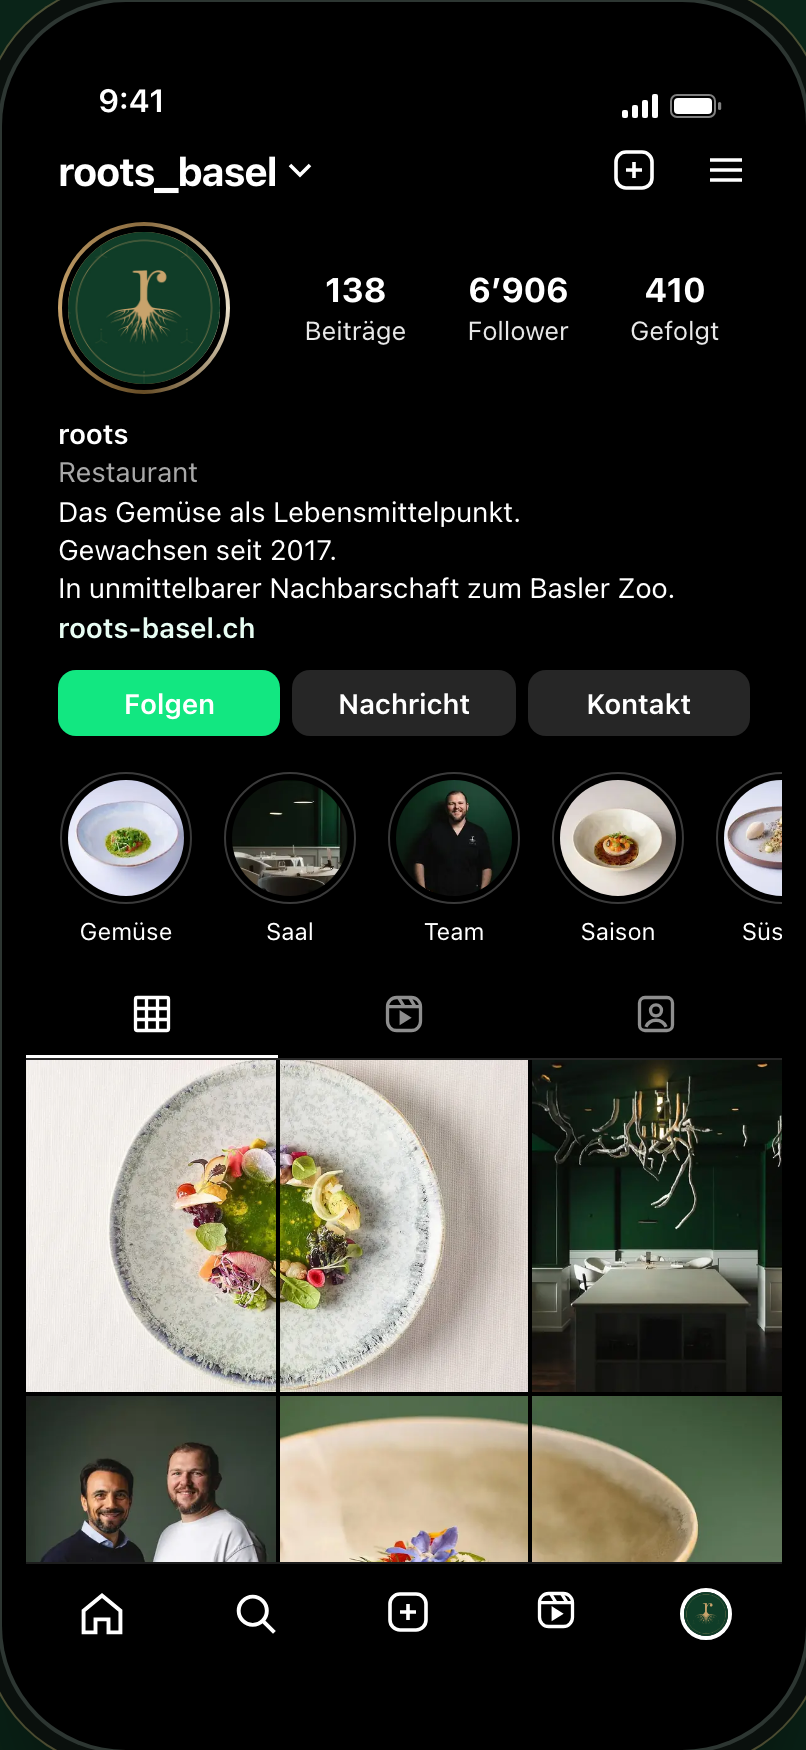 9:41
roots_basel
r
138 6’906 410
Beiträge Follower Gefolgt
roots
Restaurant
Das Gemüse als Lebensmittelpunkt.
Gewachsen seit 2017.
In unmittelbarer Nachbarschaft zum Basler Zoo.
roots-basel.ch
Folgen Nachricht Kontakt
Gemüse Saal Team Saison Süs
r